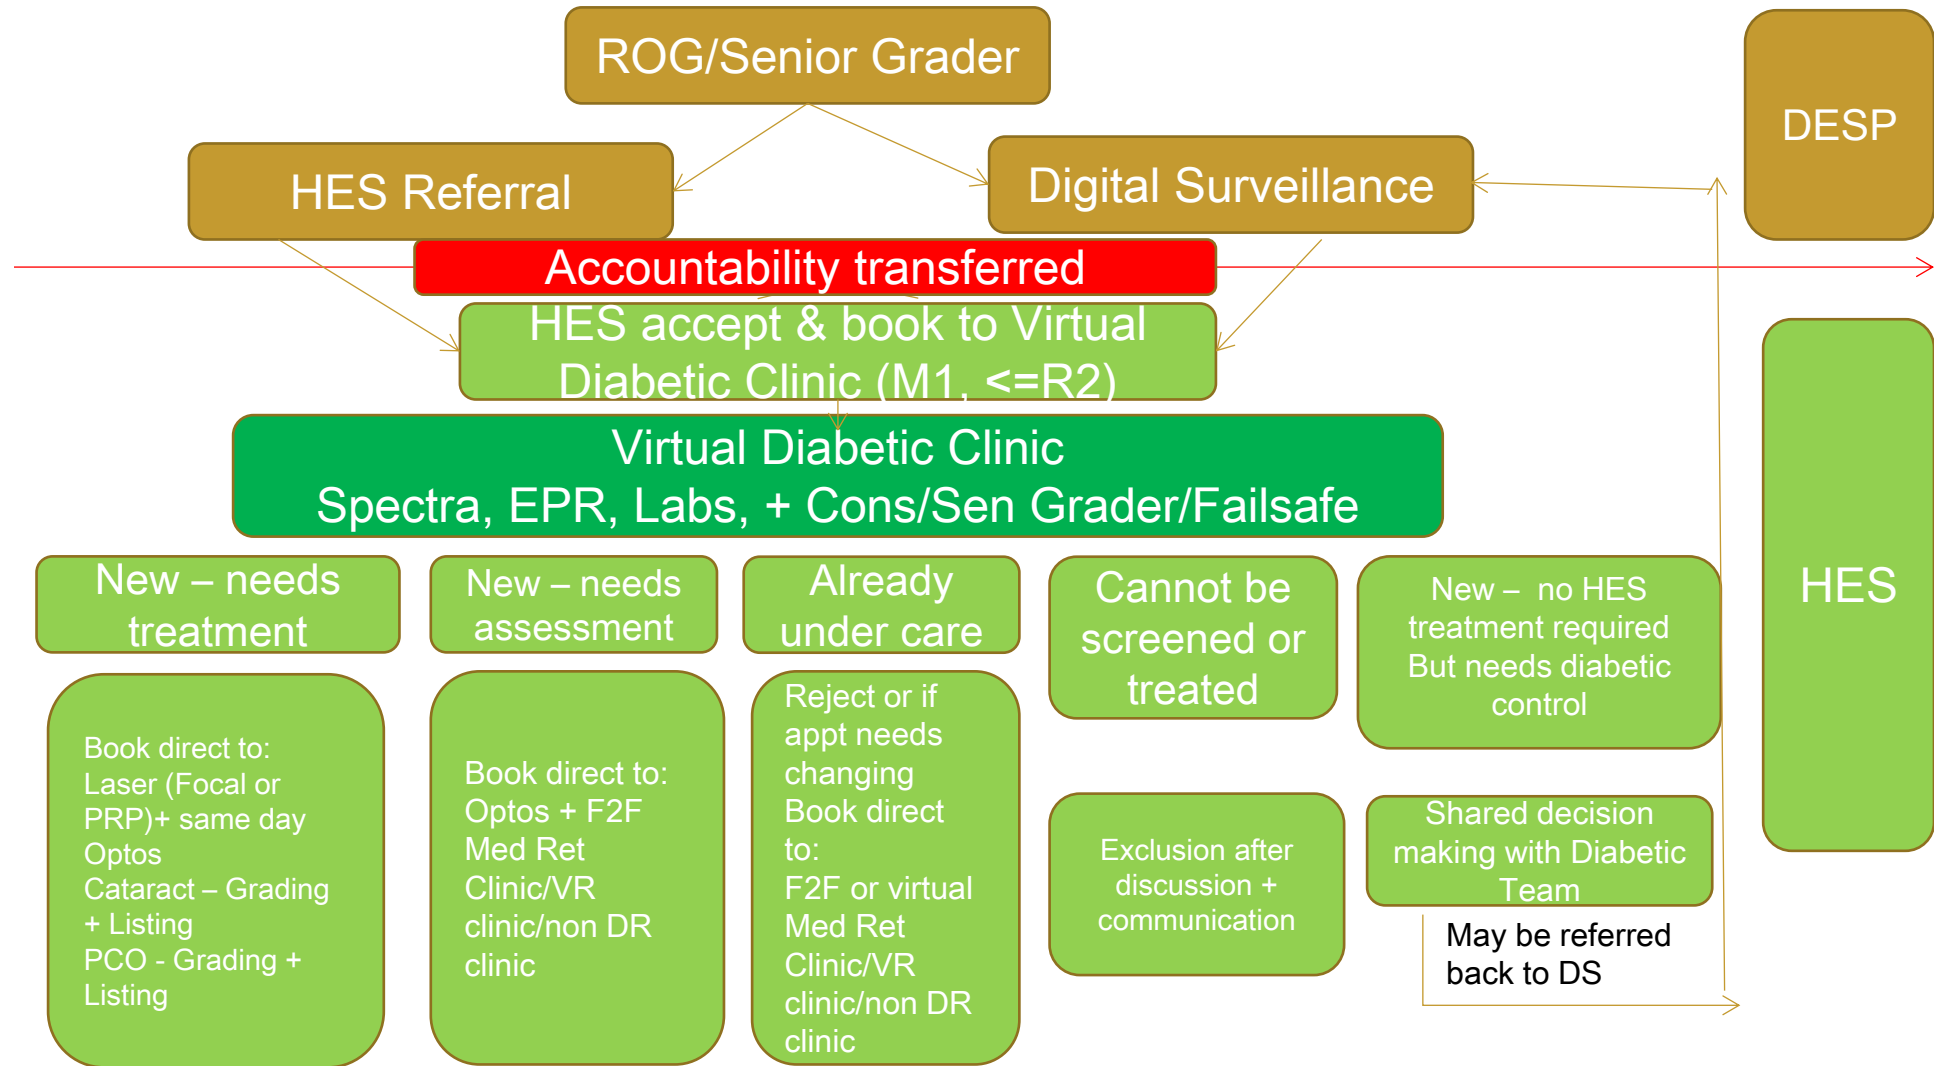 ROG/Senior Grader
DESP
HES Referral
Digital Surveillance
Accountability transferred
HES accept & book to Virtual
Diabetic Clinic (M1, <=R2)
Virtual Diabetic Clinic
Spectra, EPR, Labs, + Cons/Sen Grader/Failsafe
HES
New – needs
treatment
New – needs
assessment
Already
under care
Cannot be
screened or
treated
New – no HES
treatment required
But needs diabetic
control
Book direct to:
Laser (Focal or
PRP)+ same day
Optos
Cataract – Grading
+ Listing
PCO - Grading +
Listing
Book direct to:
Optos + F2F
Med Ret
Clinic/VR
clinic/non DR
clinic
Reject or if
appt needs
changing
Book direct
to:
F2F or virtual
Med Ret
Clinic/VR
clinic/non DR
clinic
Exclusion after
discussion +
communication
Shared decision
making with Diabetic
Team
May be referred
back to DS